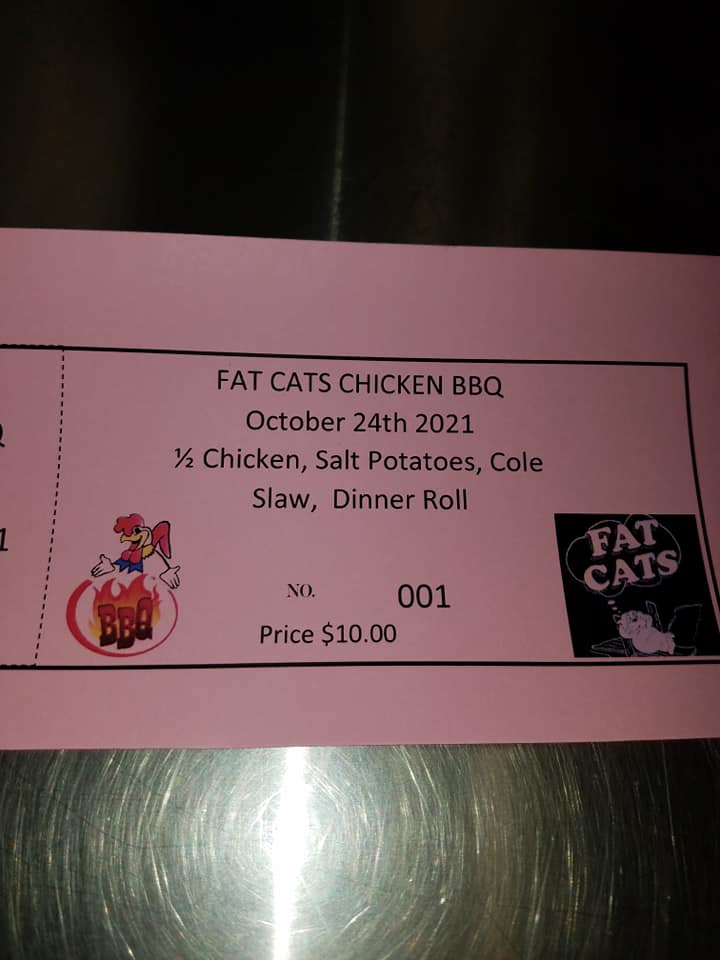 FAT CATS CHICKEN BBQ
October 24th 2021
½ Chicken, Salt Potatoes, Cole
Slaw,  Dinner Roll
NO. 001
Price $10.00
BBQ
FAT
CATS
1